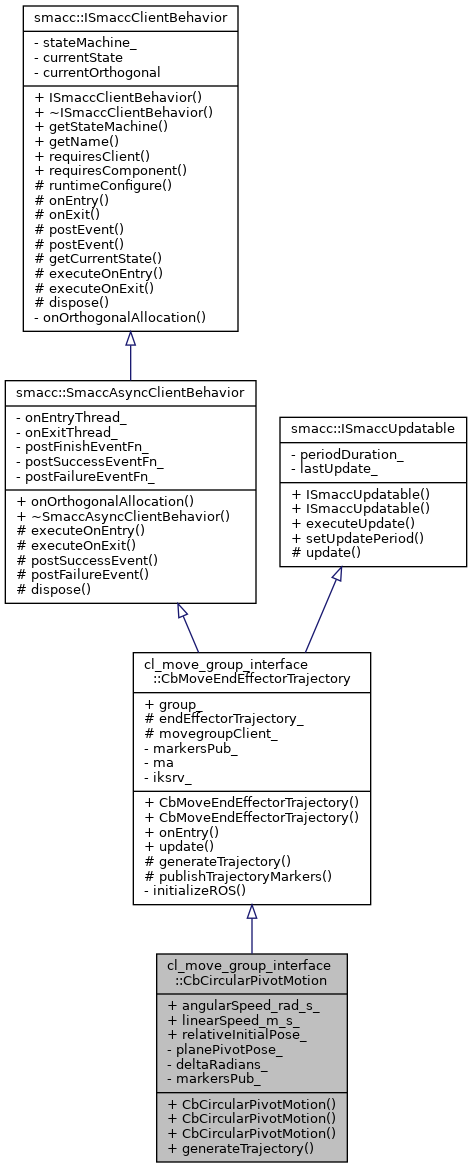 smacc::ISmaccClientBehavior
- stateMachine_
- currentState
- currentOrthogonal
+ ISmaccClientBehavior()
+ ~ISmaccClientBehavior()
+ getStateMachine()
+ getName()
+ requiresClient()
+ requiresComponent()
# runtimeConfigure()
# onEntry()
# onExit()
# postEvent()
# postEvent()
# getCurrentState()
# executeOnEntry()
# executeOnExit()
# dispose()
- onOrthogonalAllocation()
smacc::SmaccAsyncClientBehavior
- onEntryThread_
- onExitThread_
- postFinishEventFn_
- postSuccessEventFn_
- postFailureEventFn_
+ onOrthogonalAllocation()
+ ~SmaccAsyncClientBehavior()
# executeOnEntry()
# executeOnExit()
# postSuccessEvent()
# postFailureEvent()
# dispose()
smacc::ISmaccUpdatable
- periodDuration_
- lastUpdate_
+ ISmaccUpdatable()
+ ISmaccUpdatable()
+ executeUpdate()
+ setUpdatePeriod()
# update()
cl_move_group_interface
::CbMoveEndEffectorTrajectory
+ group_
# endEffectorTrajectory_
# movegroupClient_
- markersPub_
- ma
- iksrv_
+ CbMoveEndEffectorTrajectory()
+ CbMoveEndEffectorTrajectory()
+ onEntry()
+ update()
# generateTrajectory()
# publishTrajectoryMarkers()
- initializeROS()
cl_move_group_interface
::CbCircularPivotMotion
+ angularSpeed_rad_s_
+ linearSpeed_m_s_
+ relativeInitialPose_
- planePivotPose_
- deltaRadians_
- markersPub_
+ CbCircularPivotMotion()
+ CbCircularPivotMotion()
+ CbCircularPivotMotion()
+ generateTrajectory()